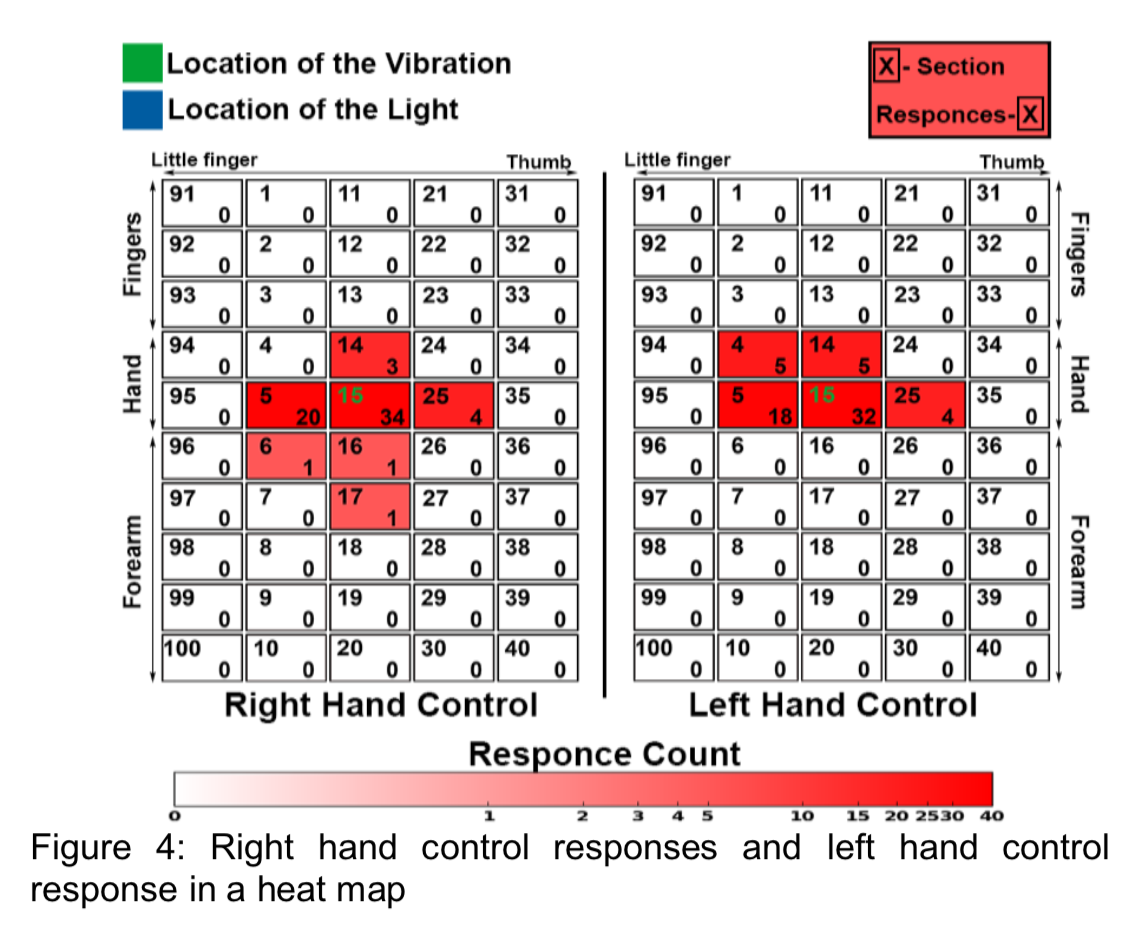 Location of the Vibration
Location of the Light
X - Section
Responces- X
Little finger Thumb Little finger Thumb
Fingers
Hand
Forearm
91 0 1 0 11 0 21 0 31 0
92 0 2 0 12 0 22 0 32 0
93 0 3 0 13 0 23 0 33 0
94 0 4 0 14 3 24 0 34 0
95 0 5 20 15 34 25 4 35 0
96 0 6 1 16 1 26 0 36 0
97 0 7 0 17 1 27 0 37 0
98 0 8 0 18 0 28 0 38 0
99 0 9 0 19 0 29 0 39 0
100 0 10 0 20 0 30 0 40 0
Right Hand Control
91 0 1 0 11 0 21 0 31 0
92 0 2 0 12 0 22 0 32 0
93 0 3 0 13 0 23 0 33 0
94 0 4 5 14 5 24 0 34 0
95 0 5 18 15 32 25 4 35 0
96 0 6 0 16 0 26 0 36 0
97 0 7 0 17 0 27 0 37 0
98 0 8 0 18 0 28 0 38 0
99 0 9 0 19 0 29 0 39 0
100 0 10 0 20 0 30 0 40 0
Fingers
Hand
Forearm
Left Hand Control
Responce Count
0 1 2 3 4 5 10 15 20 25 30 40
Figure 4: Right hand control responses and left hand control
response in a heat map